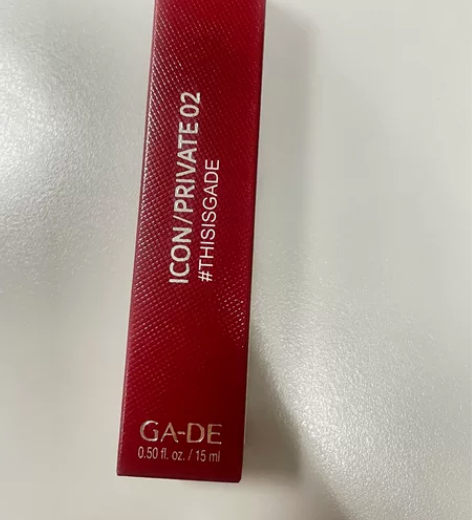 ICON/PRIVATE 02
#THISISGADE
GA-DE
0.50 fl. oz. / 15 ml